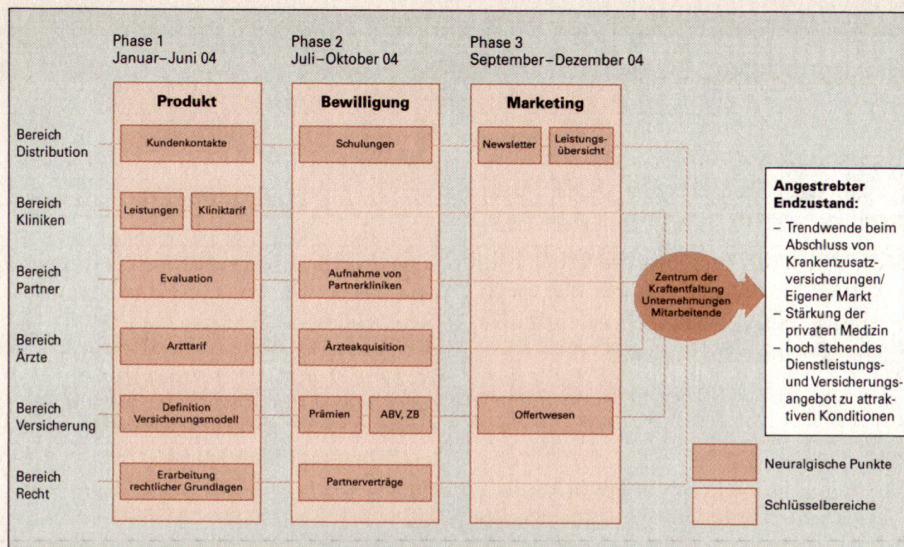 Phase 1
Januar–Juni 04
Phase 2
Juli–Oktober 04
Phase 3
September–Dezember 04
Produkt
Bewilligung
Marketing
Bereich
Distribution
Kundenkontakte
Schulungen
Newsletter
Leistungs-
übersicht
Bereich
Kliniken
Leistungen
Kliniktarif
Bereich
Partner
Evaluation
Aufnahme von
Partnerkliniken
Bereich
Ärzte
Arzttarif
Ärzteakquisition
Bereich
Versicherung
Definition
Versicherungsmodell
Prämien
ABV, ZB
Offertwesen
Bereich
Recht
Erarbeitung
rechtlicher Grundlagen
Partnerverträge
Zentrum der
Kraftentfaltung
Unternehmungen
Mitarbeitende
Angestrebter
Endzustand:
– Trendwende beim
Abschluss von
Krankenzusatz-
versicherungen/
Eigener Markt
– Stärkung der
privaten Medizin
– hoch stehendes
Dienstleistungs-
und Versicherungs-
angebot zu attrak-
tiven Konditionen
Neuralgische Punkte
Schlüsselbereiche